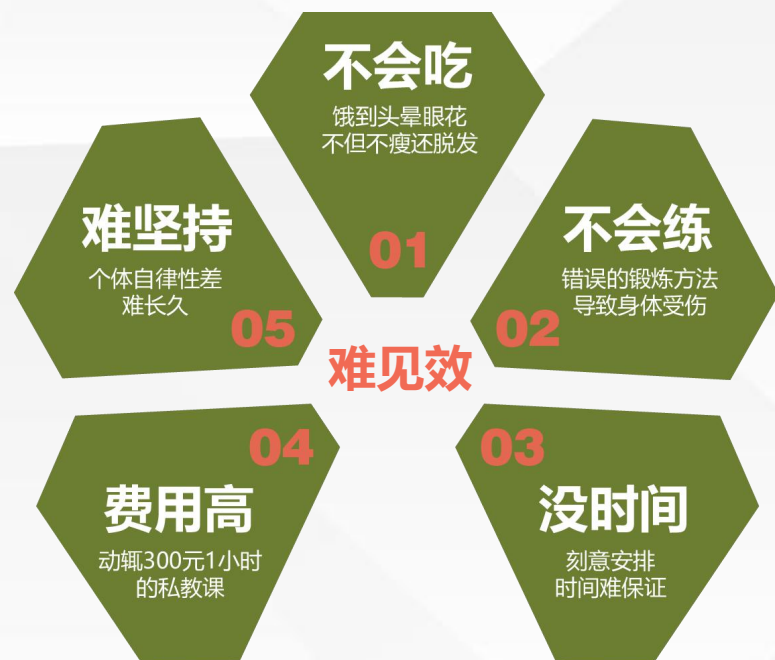 不会吃
饿到头晕眼花
不但不瘦还脱发
01
不会练
错误的锻炼方法
导致身体受伤
02
03
没时间
刻意安排
时间难保证
04
费用高
动辄300元1小时
的私教课
难坚持
个体自律性差
难长久
05
难见效